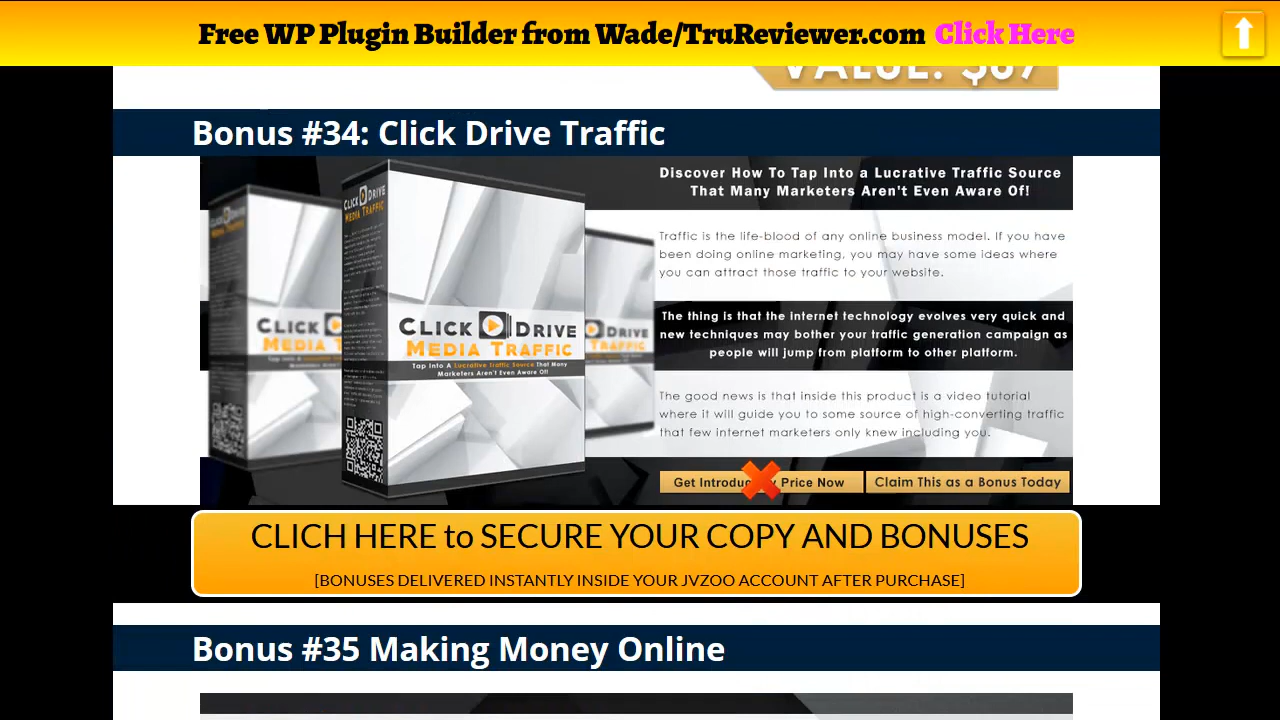 Free WP Plugin Builder from Wade/TruReviewer.com Click Here
VALUE: $67
Bonus #34: Click Drive Traffic
Discover How To Tap Into a Lucrative Traffic Source
That Many Marketers Aren't Even Aware Of!
Traffic is the life-blood of any online business model. If you have
been doing online marketing, you may have some ideas where
you can attract those traffic to your website.
The thing is that the internet technology evolves very quick and
new techniques may bother your traffic generation campaign as
people will jump from platform to other platform.
The good news is that inside this product is a video tutorial
where it will guide you to some source of high-converting traffic
that few internet marketers only knew including you.
CLICK DRIVE
MEDIA TRAFFIC
CLICK DRIVE
MEDIA TRAFFIC
Tap Into A Lucrative Traffic Source That Many
Marketers Aren't Even Aware Of!
Get Price Now
Claim This as a Bonus Today
CLICH HERE to SECURE YOUR COPY AND BONUSES
[BONUSES DELIVERED INSTANTLY INSIDE YOUR JVZOO ACCOUNT AFTER PURCHASE]
Bonus #35 Making Money Online